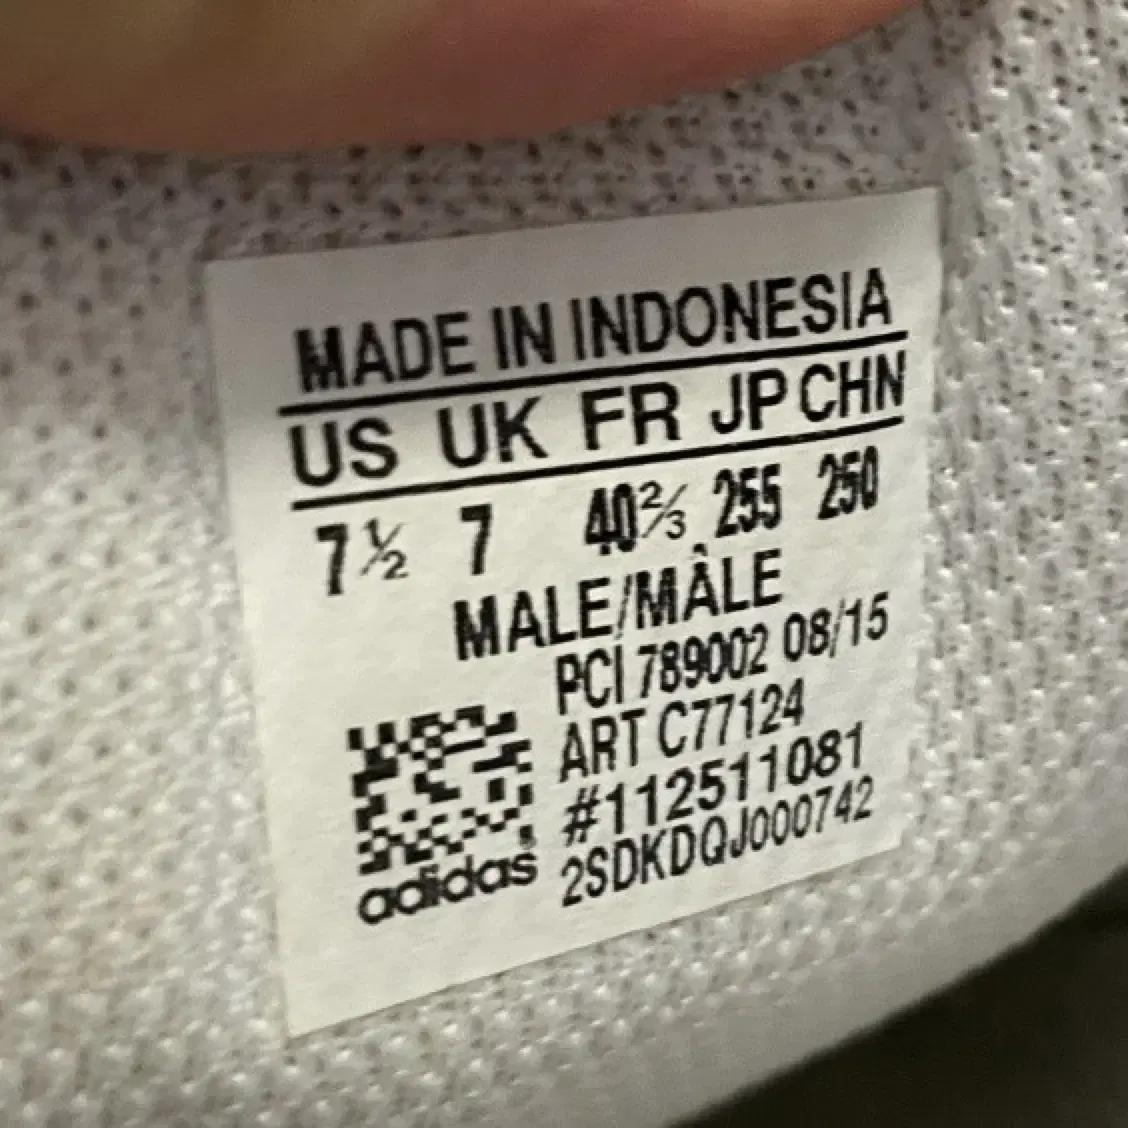 MADE IN INDONESIA
US UK FR JP CHN
7½ 7 40⅔ 255 250
MALE/MÂLE
PCI 789002 08/15
ART C77124
#112511081
2SDKDQJ000742
adidas